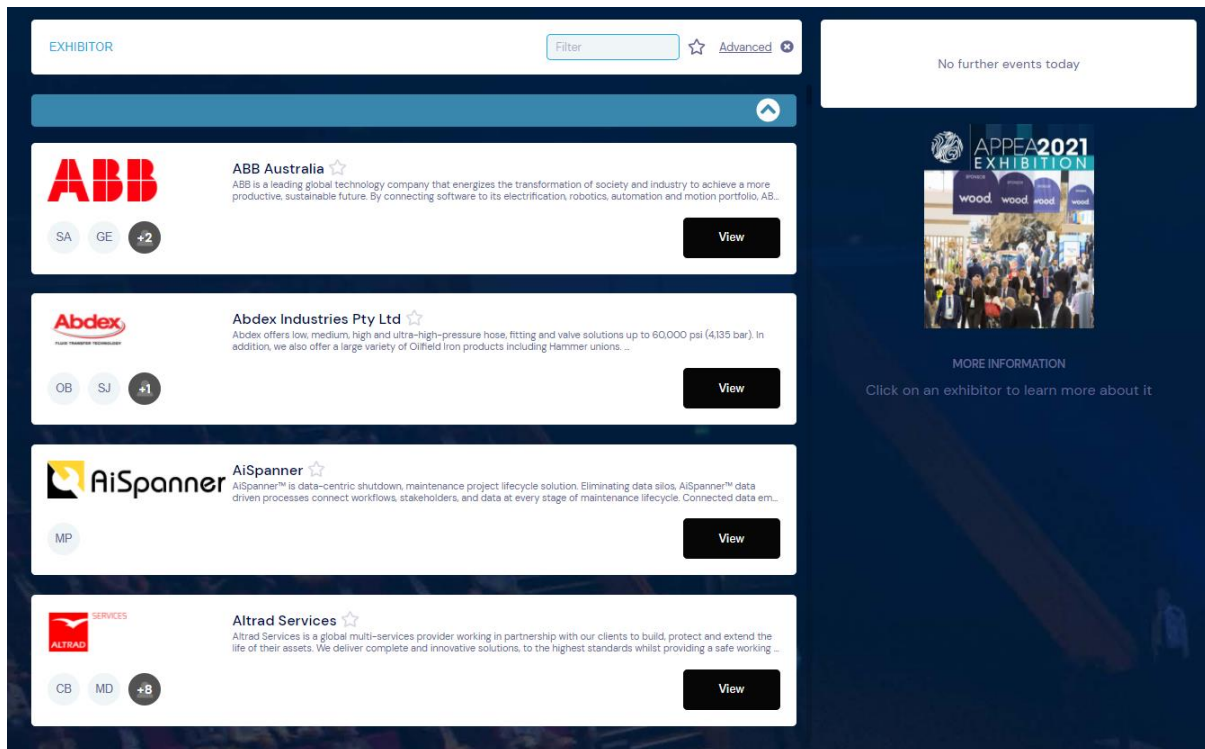 EXHIBITOR
Filter
Advanced
No further events today
ABB
ABB Australia
ABB is a leading global technology company that energizes the transformation of society and industry to achieve a more
productive, sustainable future. By connecting software to its electrification, robotics, automation and motion portfolio, AB...
SA GE +2
View
APPEA2021
EXHIBITION
wood. wood. wood wood
Abdex
FLUID TRANSFER TECHNOLOGY
Abdex Industries Pty Ltd
Abdex offers low, medium, high and ultra-high-pressure hose, fitting and valve solutions up to 60,000 psi (4,135 bar). In
addition, we also offer a large variety of Oilfield Iron products including Hammer unions. ...
OB SJ +1
View
MORE INFORMATION
Click on an exhibitor to learn more about it
AiSpanner
AiSpanner
AiSpanner™ is data-centric shutdown, maintenance project lifecycle solution. Eliminating data silos, AiSpanner™ data
driven processes connect workflows, stakeholders, and data at every stage of maintenance lifecycle. Connected data em...
MP
View
SERVICES
ALTRAD
Altrad Services
Altrad Services is a global multi-services provider working in partnership with our clients to build, protect and extend the
life of their assets. We deliver complete and innovative solutions, to the highest standards whilst providing a safe working ...
CB MD +8
View